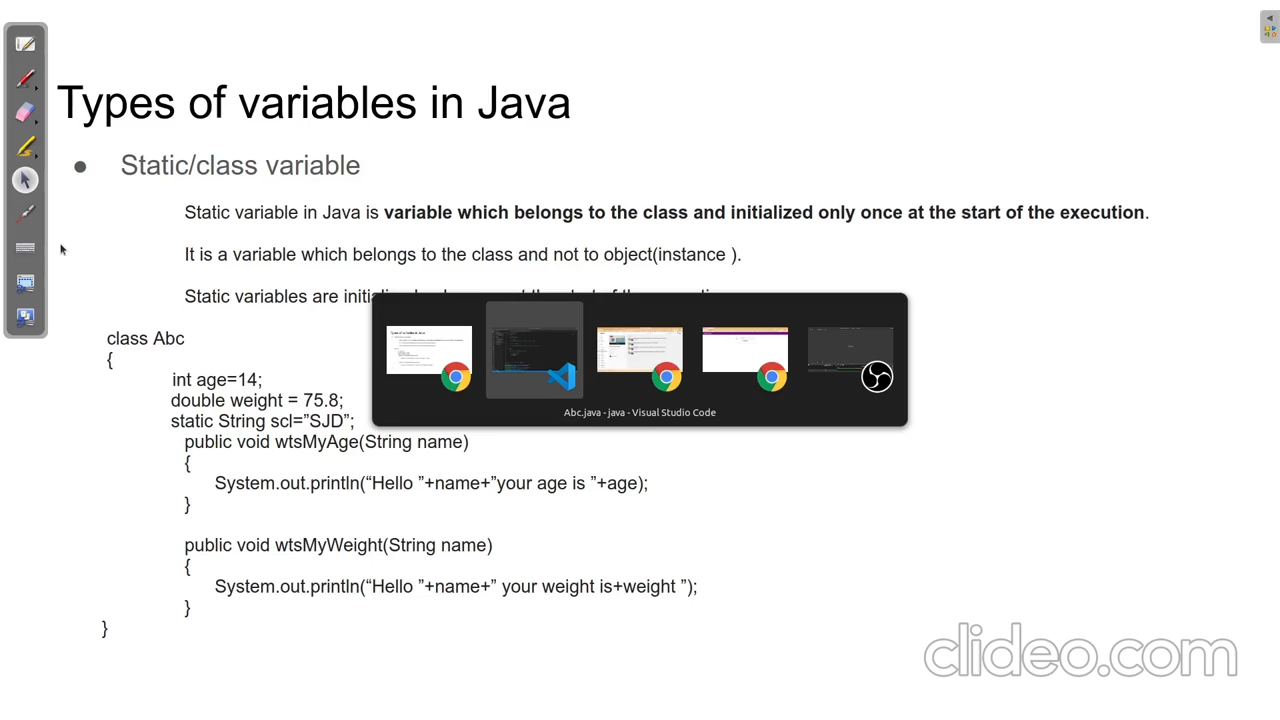 Types of variables in Java
● Static/class variable
Static variable in Java is variable which belongs to the class and initialized only once at the start of the execution.
It is a variable which belongs to the class and not to object(instance ).
Static variables are
class Abc
{
int age=14;
double weight = 75.8;
static String scl=”SJD”;
Abc.java - java - Visual Studio Code
public void wtsMyAge(String name)
{
System.out.println(“Hello ”+name+”your age is ”+age);
}
public void wtsMyWeight(String name)
{
System.out.println(“Hello ”+name+” your weight is+weight ”);
}
}
clideo.com